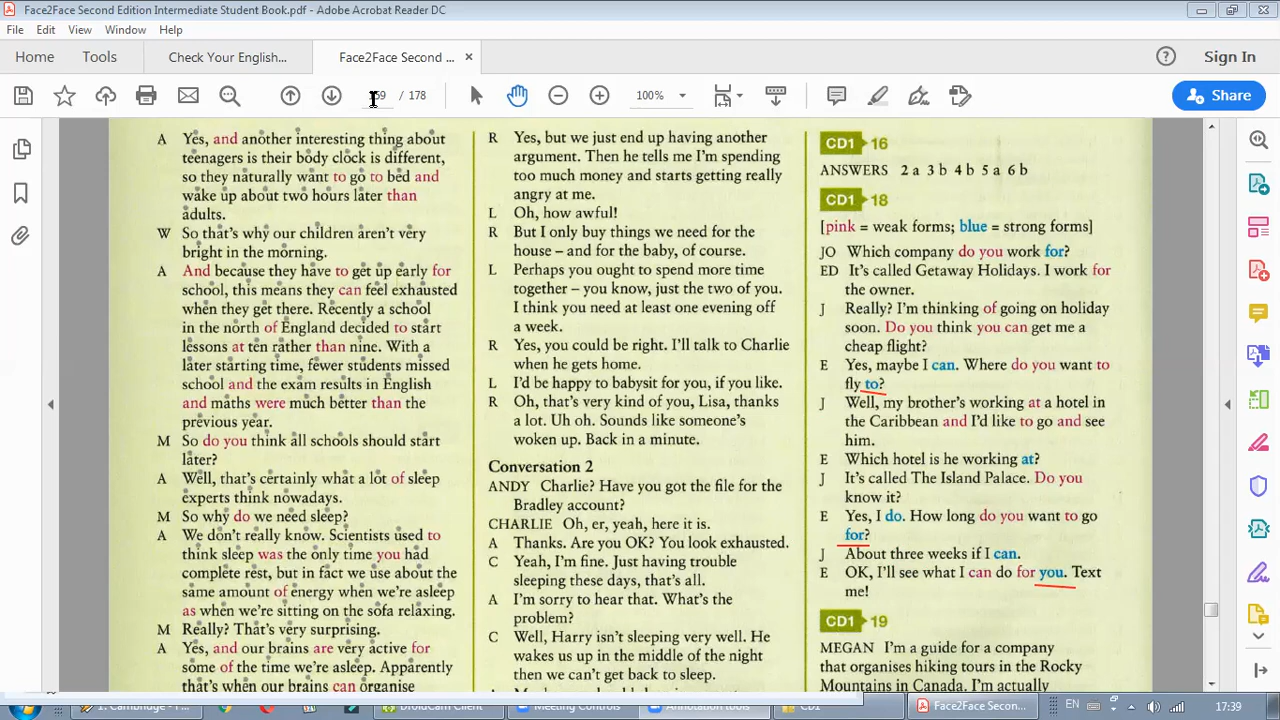 Face2Face Second Edition Intermediate Student Book.pdf - Adobe Acrobat Reader DC
File Edit View Window Help
Home Tools Check Your English... Face2Face Second ... × Sign In
/ 178 100% Share
A Yes, and another interesting thing about
teenagers is their body clock is different,
so they naturally want to go to bed and
wake up about two hours later than
adults.
W So that's why our children aren't very
bright in the morning.
A And because they have to get up early for
school, this means they can feel exhausted
when they get there. Recently a school
in the north of England decided to start
lessons at ten rather than nine. With a
later starting time, fewer students missed
school and the exam results in English
and maths were much better than the
previous year.
M So do you think all schools should start
later?
A Well, that's certainly what a lot of sleep
experts think nowadays.
M So why do we need sleep?
A We don't really know. Scientists used to
think sleep was the only time you had
complete rest, but in fact we use about the
same amount of energy when we're asleep
as when we're sitting on the sofa relaxing.
M Really? That's very surprising.
A Yes, and our brains are very active for
some of the time we're asleep. Apparently
that's when our brains can organise
R Yes, but we just end up having another
argument. Then he tells me I'm spending
too much money and starts getting really
angry at me.
L Oh, how awful!
R But I only buy things we need for the
house – and for the baby, of course.
L Perhaps you ought to spend more time
together – you know, just the two of you.
I think you need at least one evening off
a week.
R Yes, you could be right. I'll talk to Charlie
when he gets home.
L I'd be happy to babysit for you, if you like.
R Oh, that's very kind of you, Lisa, thanks
a lot. Uh oh. Sounds like someone's
woken up. Back in a minute.
Conversation 2
ANDY Charlie? Have you got the file for the
Bradley account?
CHARLIE Oh, er, yeah, here it is.
A Thanks. Are you OK? You look exhausted.
C Yeah, I'm fine. Just having trouble
sleeping these days, that's all.
A I'm sorry to hear that. What's the
problem?
C Well, Harry isn't sleeping very well. He
wakes us up in the middle of the night
then we can't get back to sleep.
CD1 16
ANSWERS 2 a 3 b 4 b 5 a 6 b
CD1 18
[pink = weak forms; blue = strong forms]
JO Which company do you work for?
ED It's called Getaway Holidays. I work for
the owner.
J Really? I'm thinking of going on holiday
soon. Do you think you can get me a
cheap flight?
E Yes, maybe I can. Where do you want to
fly to?
J Well, my brother's working at a hotel in
the Caribbean and I'd like to go and see
him.
E Which hotel is he working at?
J It's called The Island Palace. Do you
know it?
E Yes, I do. How long do you want to go
for?
J About three weeks if I can.
E OK, I'll see what I can do for you. Text
me!
CD1 19
MEGAN I'm a guide for a company
that organises hiking tours in the Rocky
Mountains in Canada. I'm actually
1. Cambridge - F... DroidCam Client Meeting Controls Annotation tools CD1 Face2Face Secon... EN 17:39